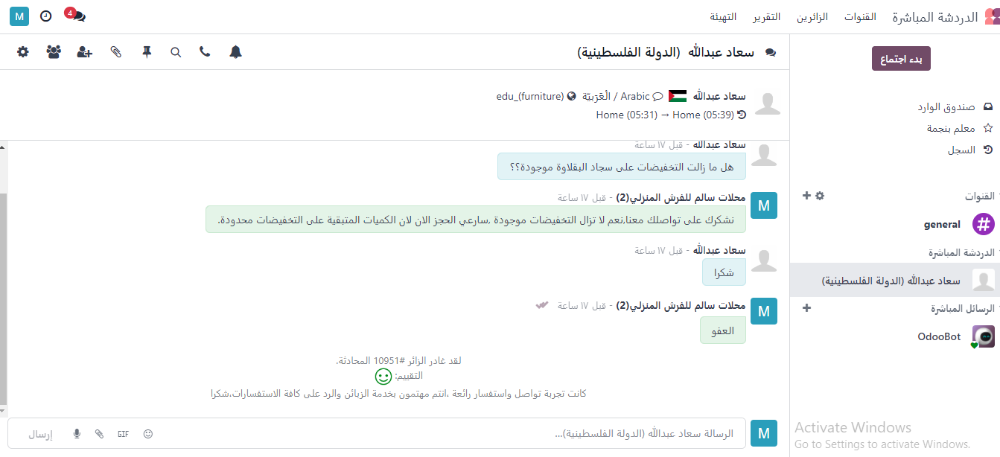 الدردشة المباشرة القنوات الزائرين التقرير التهيئة 4 M
بدء اجتماع
صندوق الوارد
معلم بنجمة
السجل
القنوات
general
الدردشة المباشرة
سعاد عبدالله (الدولة الفلسطينية)
الرسائل المباشرة
OdooBot
سعاد عبدالله (الدولة الفلسطينية)
سعاد عبدالله Arabic / الْعَرَبيّة edu_(furniture)
Home (05:31) → Home (05:39)
سعاد عبدالله - قبل ١٧ ساعة
هل ما زالت التخفيضات على سجاد البقلاوة موجودة؟؟
M
محلات سالم للفرش المنزلي(2) - قبل ١٧ ساعة
نشكرك على تواصلك معنا,نعم لا تزال التخفيضات موجودة ,سارعي الحجز الان لان الكميات المتبقية على التخفيضات محدودة.
سعاد عبدالله - قبل ١٧ ساعة
شكرا
M
محلات سالم للفرش المنزلي(2) - قبل ١٧ ساعة
العفو
لقد غادر الزائر #10951 المحادثة.
التقييم:
كانت تجربة تواصل واستفسار رائعة ،انتم مهتمون بخدمة الزبائن والرد على كافة الاستفسارات،شكرا
M
الرسالة سعاد عبدالله (الدولة الفلسطينية)...
GIF
إرسال
Activate Windows
Go to Settings to activate Windows.